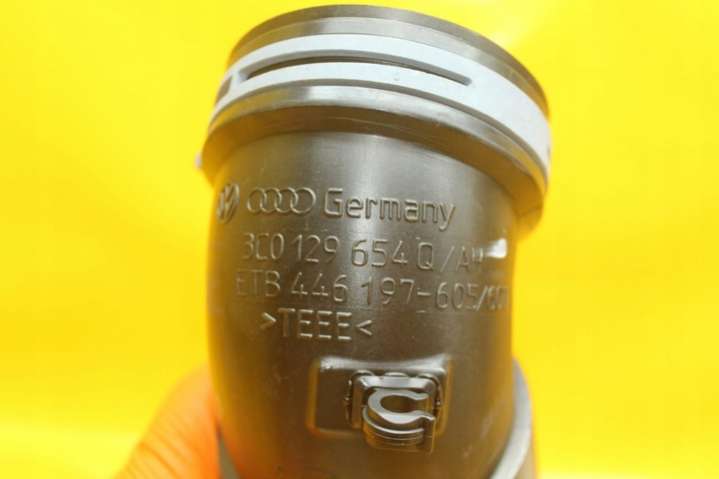 Germany
3C0 129 654 Q/A
ETB 446 197-605/
>TEEE<